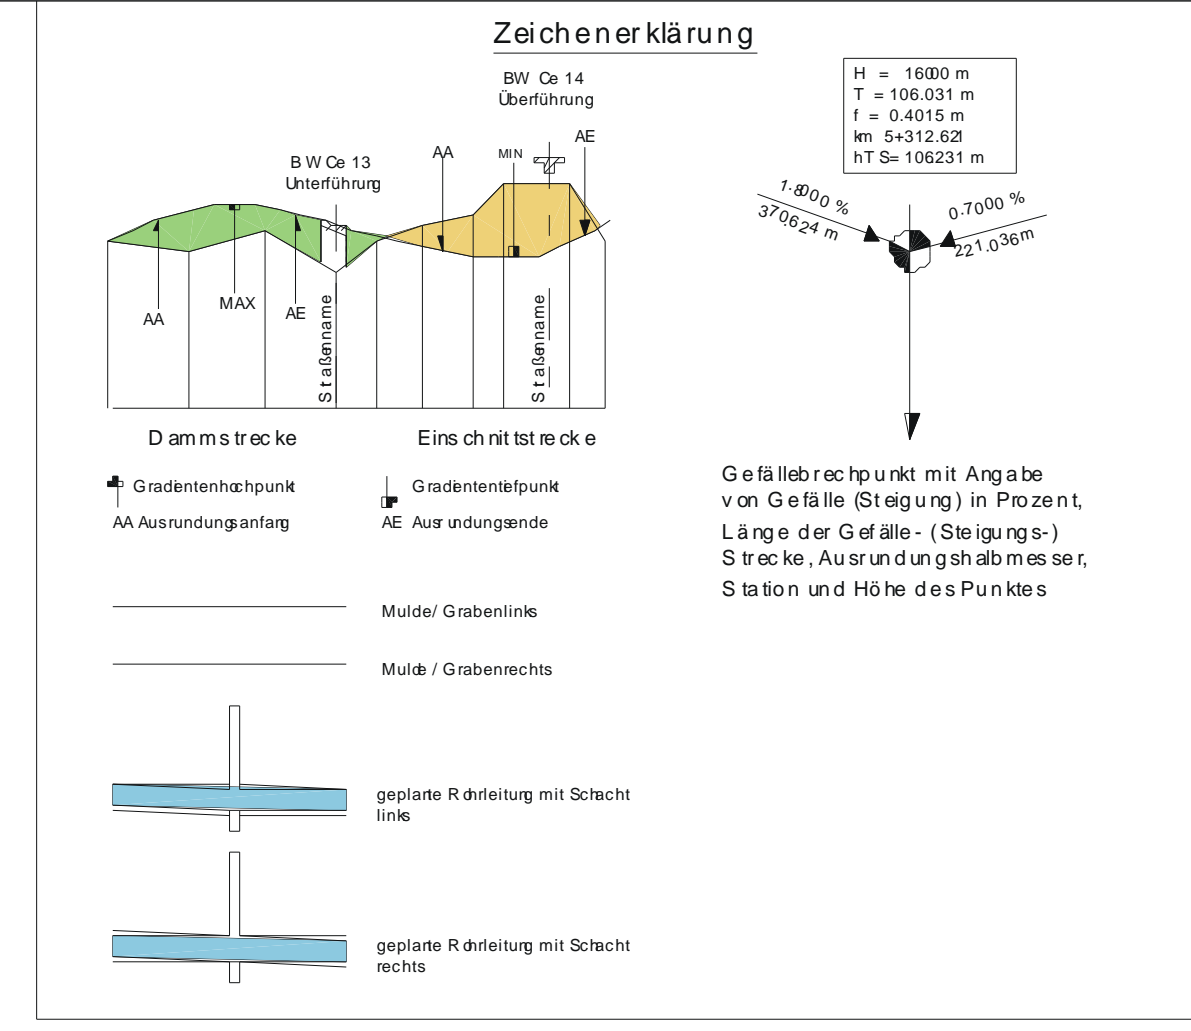 Zeichenerklärung
BW Ce 14
Überführung
BW Ce 13
Unterführung
AA
MIN
AE
AA
MAX
AE
Staßenname
Staßenname
Dammstrecke
Einschnittstrecke
Gradientenhochpunkt
Gradiententiefpunkt
AA Ausrundungsanfang
AE Ausrundungsende
Mulde/ Grabenlinks
Mulde / Grabenrechts
geplante Rohrleitung mit Schacht
links
geplante Rohrleitung mit Schacht
rechts
H = 16000 m
T = 106.031 m
f = 0.4015 m
km 5+312.621
hTS= 106231 m
1.8000 %
370.624 m
0.7000 %
221.036m
Gefällebrechpunkt mit Angabe
von Gefälle (Steigung) in Prozent,
Länge der Gefälle- (Steigungs-)
Strecke, Ausrundungshalbmesser,
Station und Höhe des Punktes